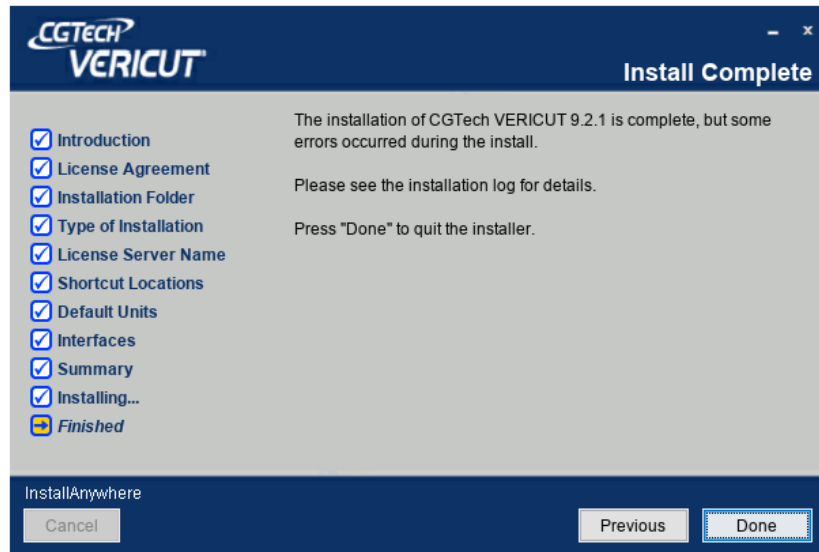 CGTECH
VERICUT
Install Complete
Introduction
License Agreement
Installation Folder
Type of Installation
License Server Name
Shortcut Locations
Default Units
Interfaces
Summary
Installing...
Finished
The installation of CGTech VERICUT 9.2.1 is complete, but some
errors occurred during the install.
Please see the installation log for details.
Press "Done" to quit the installer.
InstallAnywhere
Cancel
Previous
Done